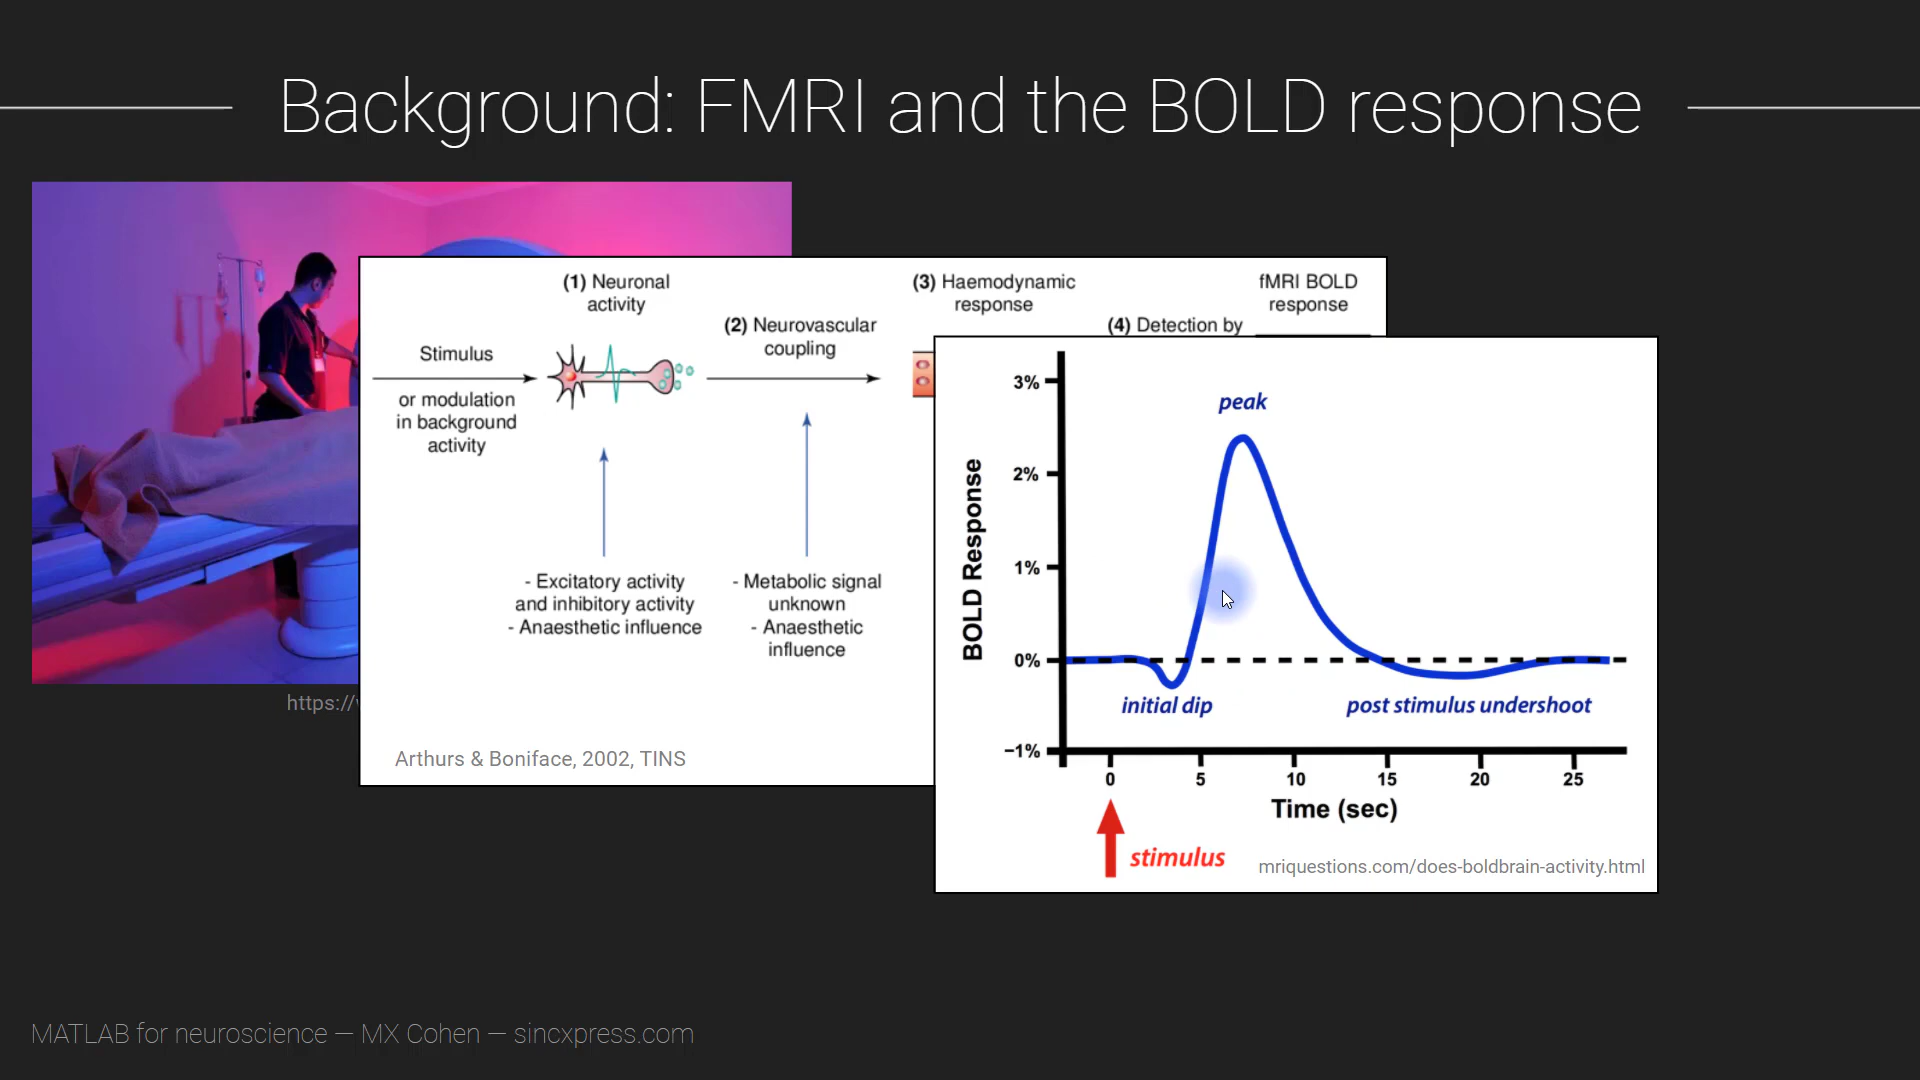 Background: FMRI and the BOLD response
(1) Neuronal
activity
(2) Neurovascular
coupling
(3) Haemodynamic
response
(4) Detection by
fMRI BOLD
response
Stimulus
or modulation
in background
activity
- Excitatory activity
and inhibitory activity
- Anaesthetic influence
- Metabolic signal
unknown
- Anaesthetic
influence
https://
Arthurs & Boniface, 2002, TINS
BOLD Response
3%
2%
1%
0%
−1%
peak
initial dip
post stimulus undershoot
0 5 10 15 20 25
Time (sec)
stimulus
mriquestions.com/does-boldbrain-activity.html
MATLAB for neuroscience — MX Cohen — sincxpress.com